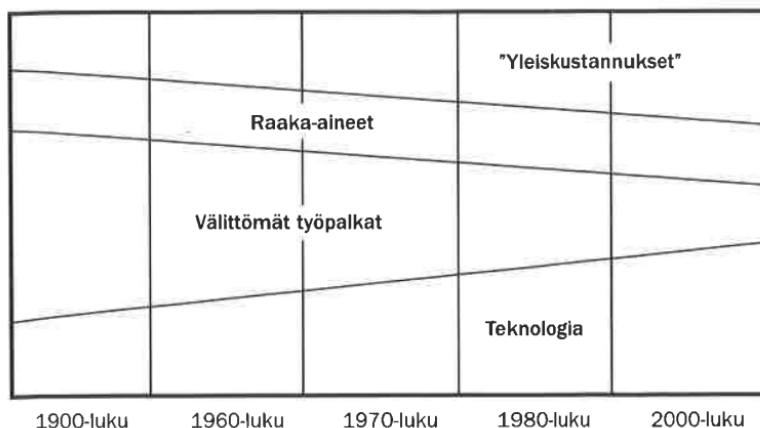 "Yleiskustannukset"
Raaka-aineet
Välittömät työpalkat
Teknologia
1900-luku 1960-luku 1970-luku 1980-luku 2000-luku